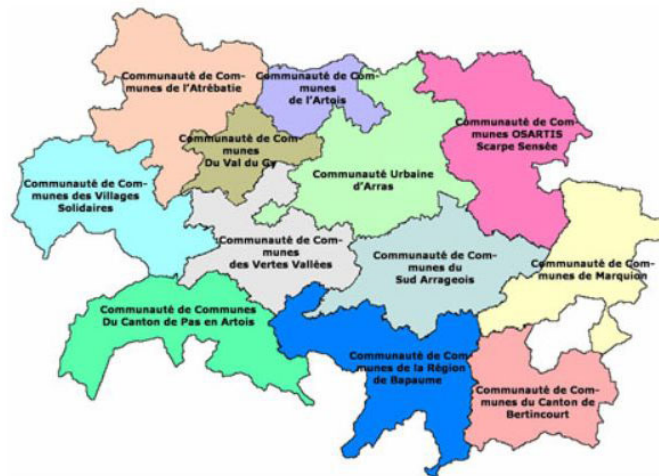 Communauté de Com-
munes de l'Atrébatie
Communauté de Com-
munes
de l'Artois
Communauté de Com-
munes OSARTIS
Scarpe Sensée
Communauté de Com-
munes
Du Val du Gy
Communauté Urbaine
d'Arras
Communauté de Com-
munes des Villages
Solidaires
Communauté de Com-
munes
des Vertes Vallées
Communauté de Com-
munes du
Sud Arrageois
Communauté de Com-
munes de Marquion
Communauté de Communes
Du Canton de Pas en Artois
Communauté de Com-
munes de la Région
de Bapaume
Communauté de Com-
munes du Canton de
Bertincourt